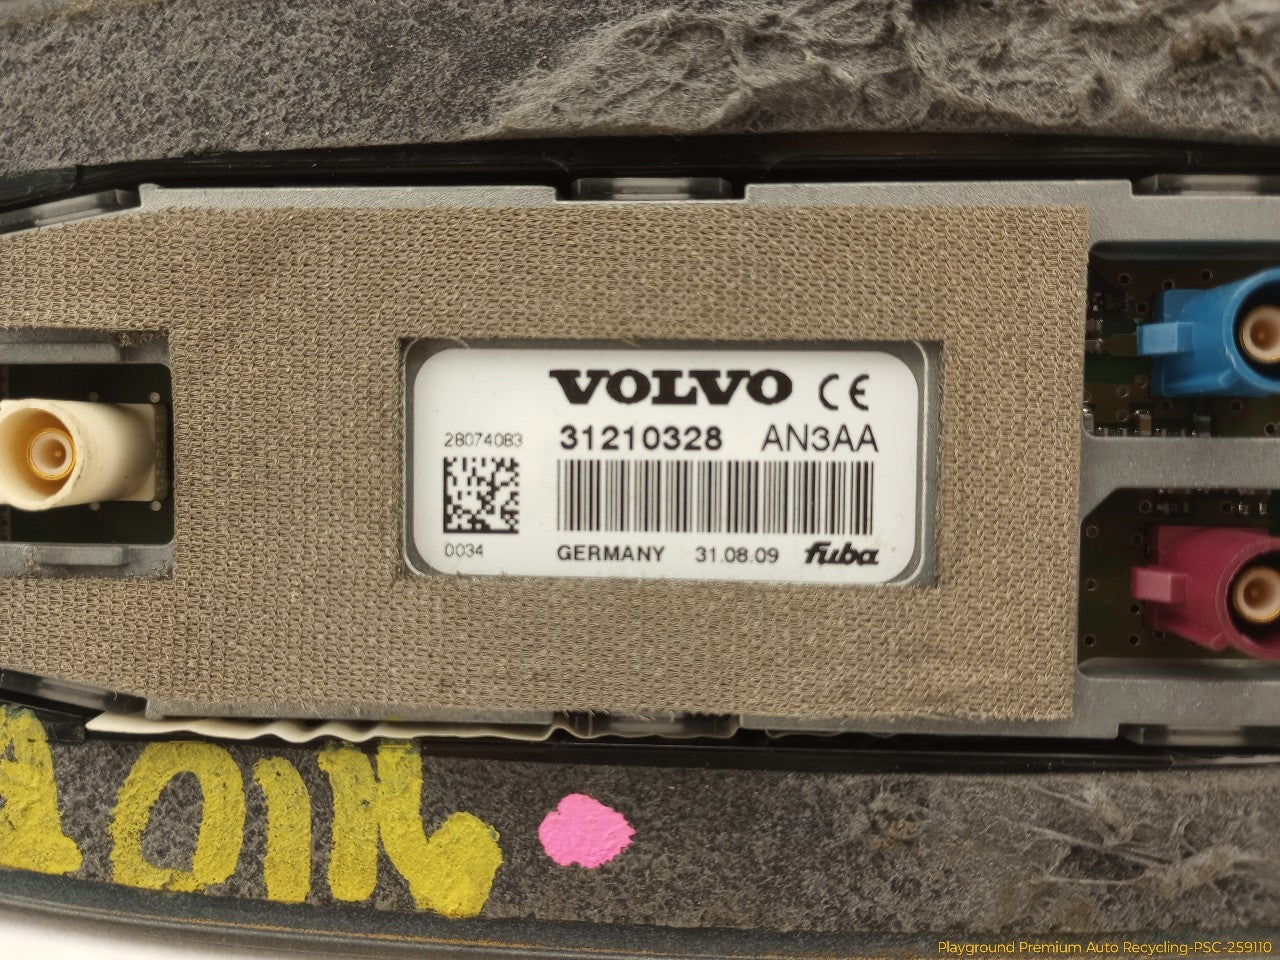 VOLVO CE
28074083 31210328 AN3AA
0034 GERMANY 31.08.09 fuba
Playground Premium Auto Recycling-PSC-259110